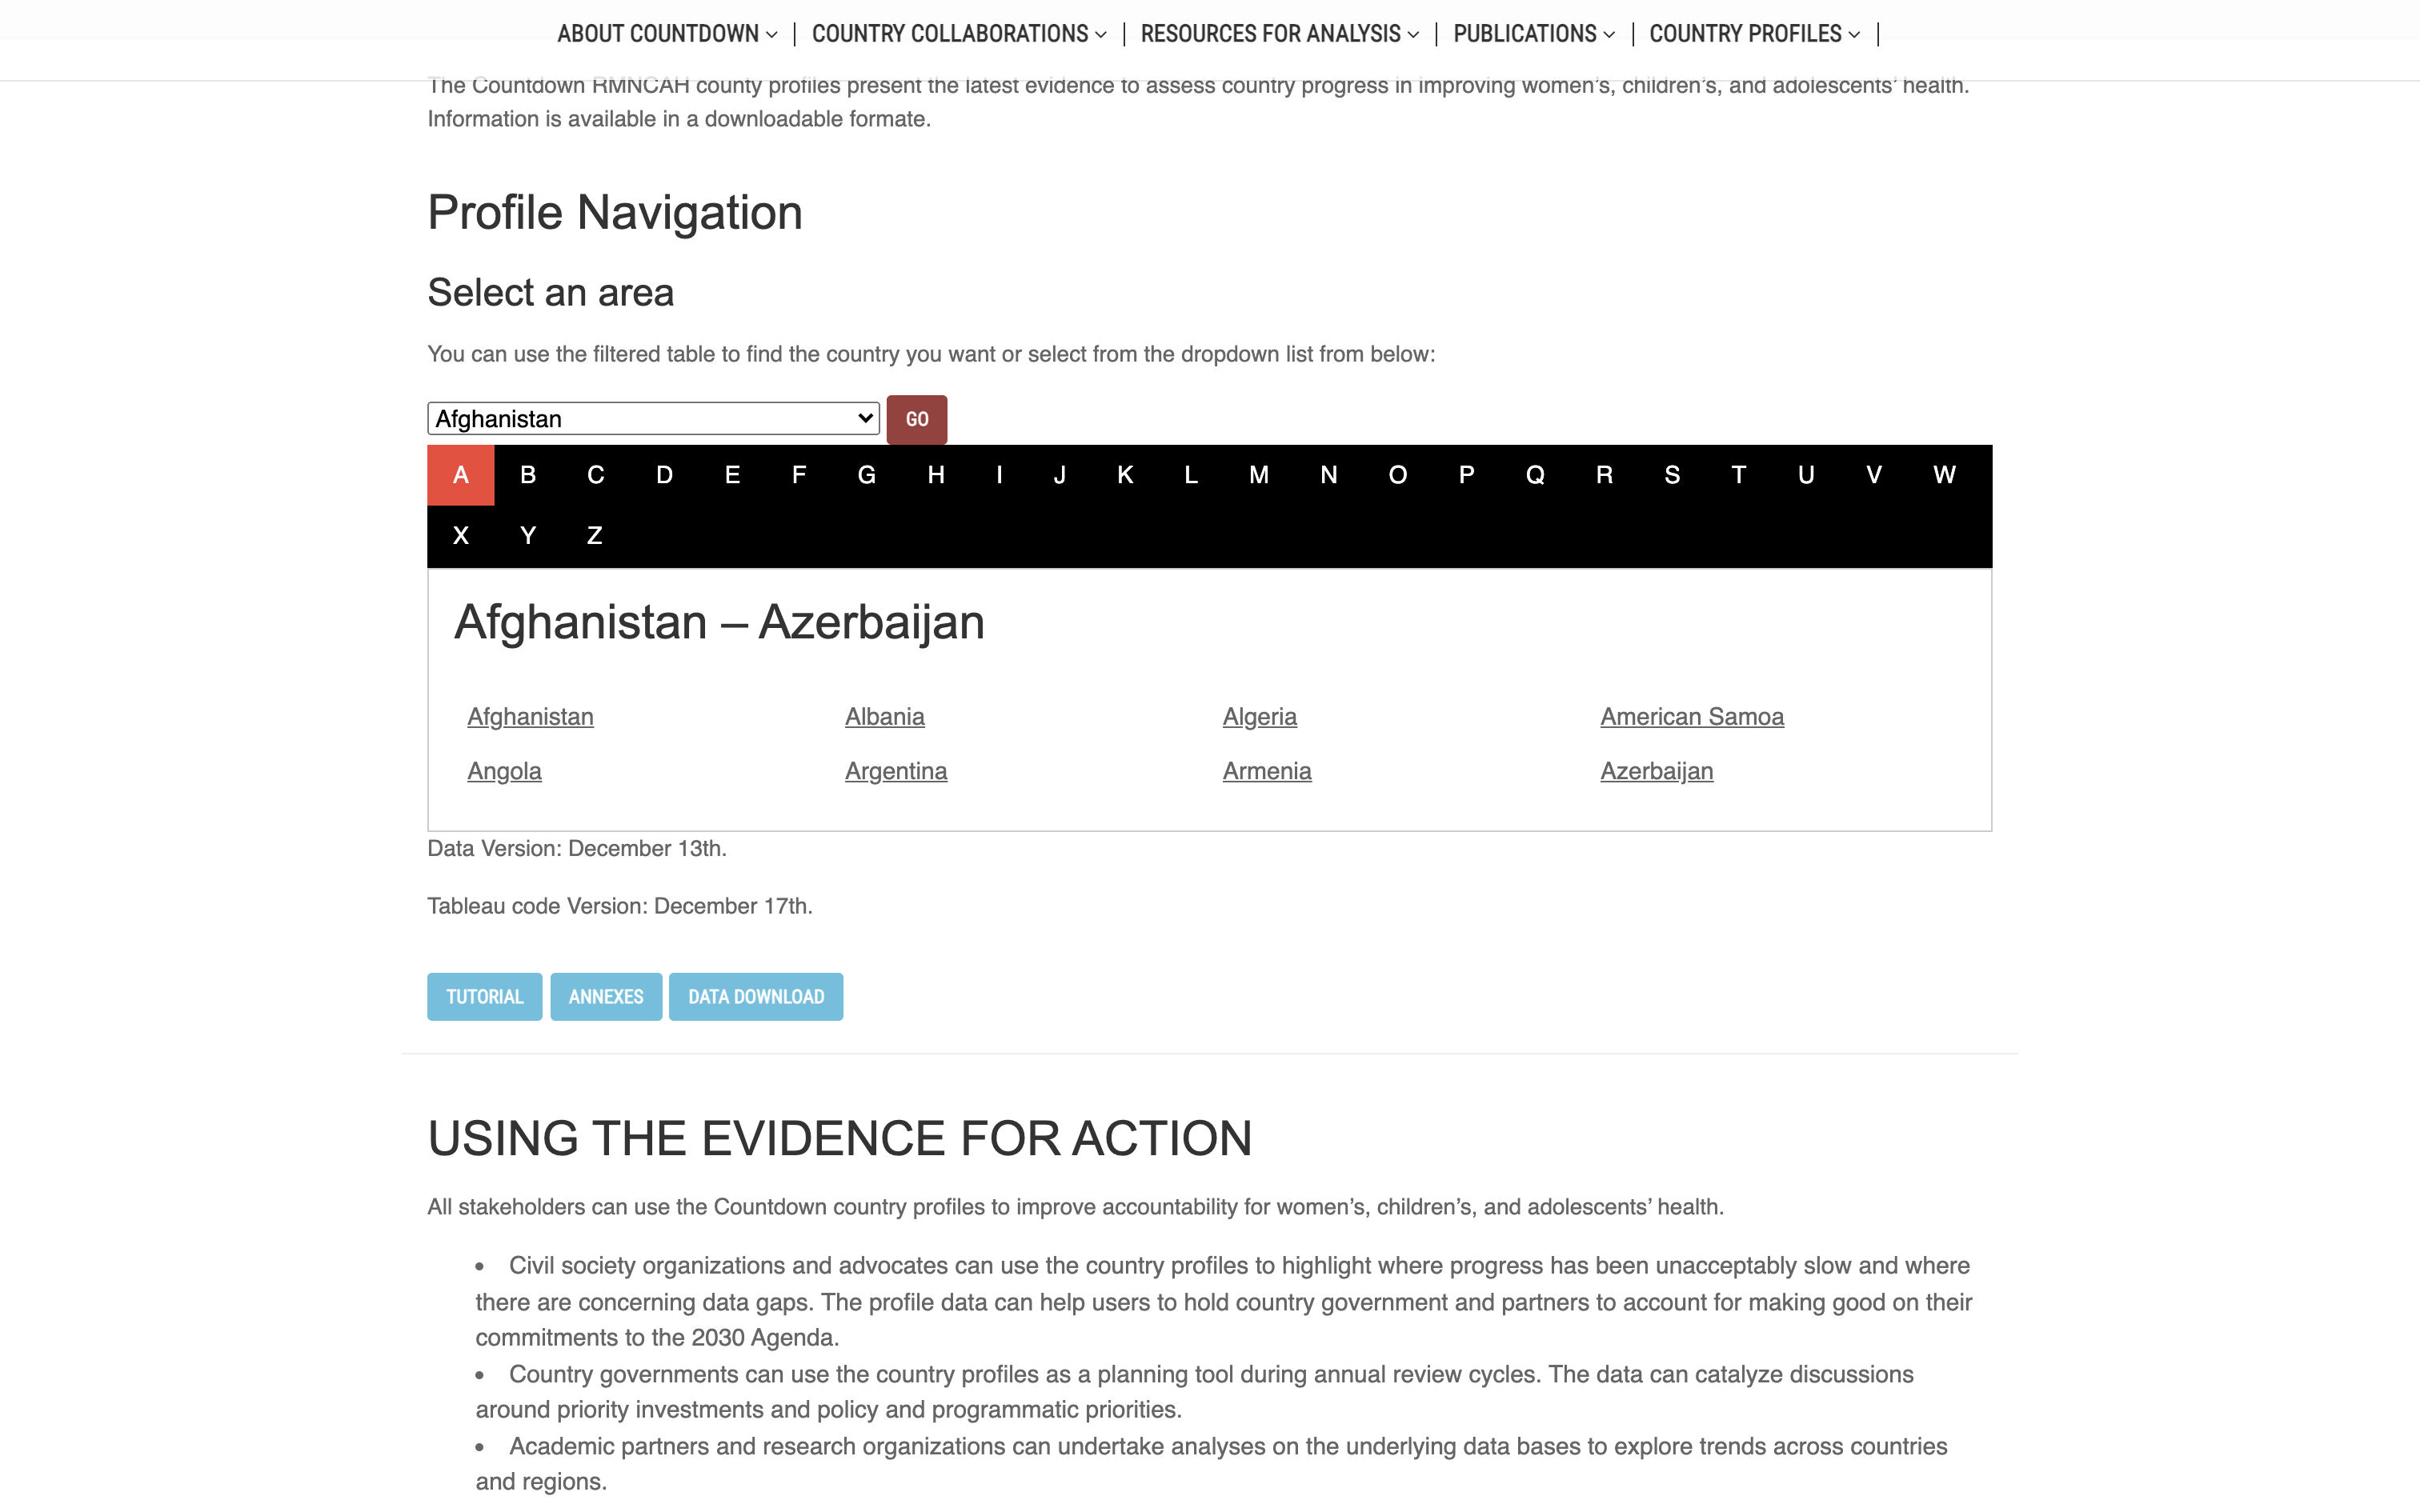 ABOUT COUNTDOWN | COUNTRY COLLABORATIONS | RESOURCES FOR ANALYSIS | PUBLICATIONS | COUNTRY PROFILES |
The Countdown RMNCAH county profiles present the latest evidence to assess country progress in improving women’s, children’s, and adolescents’ health.
Information is available in a downloadable formate.
Profile Navigation
Select an area
You can use the filtered table to find the country you want or select from the dropdown list from below:
Afghanistan GO
A B C D E F G H I J K L M N O P Q R S T U V W
X Y Z
Afghanistan – Azerbaijan
Afghanistan Albania Algeria American Samoa
Angola Argentina Armenia Azerbaijan
Data Version: December 13th.
Tableau code Version: December 17th.
TUTORIAL ANNEXES DATA DOWNLOAD
USING THE EVIDENCE FOR ACTION
All stakeholders can use the Countdown country profiles to improve accountability for women’s, children’s, and adolescents’ health.
• Civil society organizations and advocates can use the country profiles to highlight where progress has been unacceptably slow and where
there are concerning data gaps. The profile data can help users to hold country government and partners to account for making good on their
commitments to the 2030 Agenda.
• Country governments can use the country profiles as a planning tool during annual review cycles. The data can catalyze discussions
around priority investments and policy and programmatic priorities.
• Academic partners and research organizations can undertake analyses on the underlying data bases to explore trends across countries
and regions.